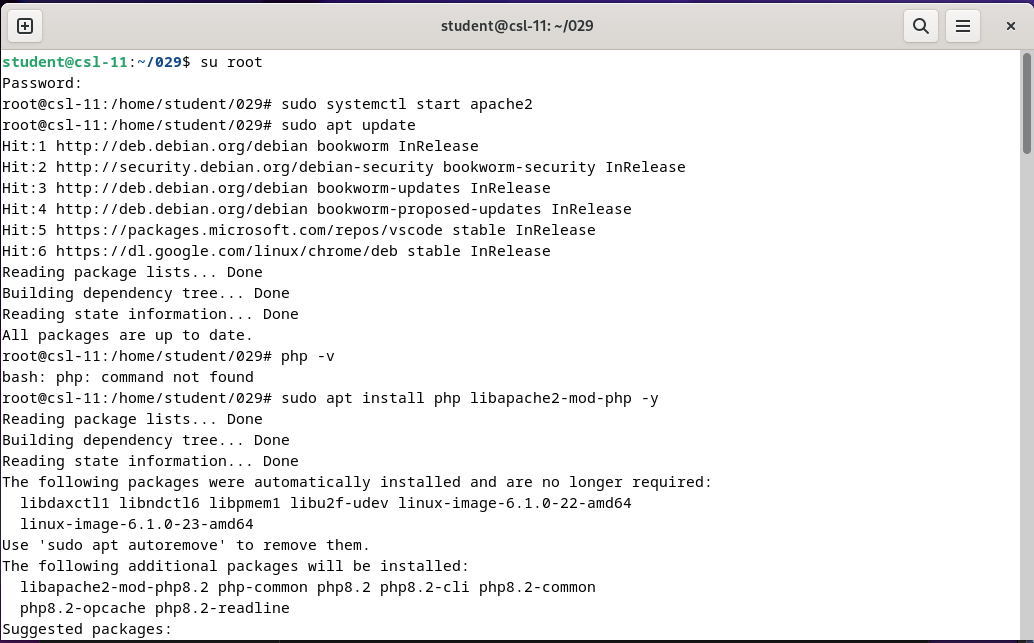 student@csl-11: ~/029
student@csl-11:~/029$ su root
Password:
root@csl-11:/home/student/029# sudo systemctl start apache2
root@csl-11:/home/student/029# sudo apt update
Hit:1 http://deb.debian.org/debian bookworm InRelease
Hit:2 http://security.debian.org/debian-security bookworm-security InRelease
Hit:3 http://deb.debian.org/debian bookworm-updates InRelease
Hit:4 http://deb.debian.org/debian bookworm-proposed-updates InRelease
Hit:5 https://packages.microsoft.com/repos/vscode stable InRelease
Hit:6 https://dl.google.com/linux/chrome/deb stable InRelease
Reading package lists... Done
Building dependency tree... Done
Reading state information... Done
All packages are up to date.
root@csl-11:/home/student/029# php -v
bash: php: command not found
root@csl-11:/home/student/029# sudo apt install php libapache2-mod-php -y
Reading package lists... Done
Building dependency tree... Done
Reading state information... Done
The following packages were automatically installed and are no longer required:
  libdaxctl1 libndctl6 libpmem1 libu2f-udev linux-image-6.1.0-22-amd64
  linux-image-6.1.0-23-amd64
Use 'sudo apt autoremove' to remove them.
The following additional packages will be installed:
  libapache2-mod-php8.2 php-common php8.2 php8.2-cli php8.2-common
  php8.2-opcache php8.2-readline
Suggested packages: